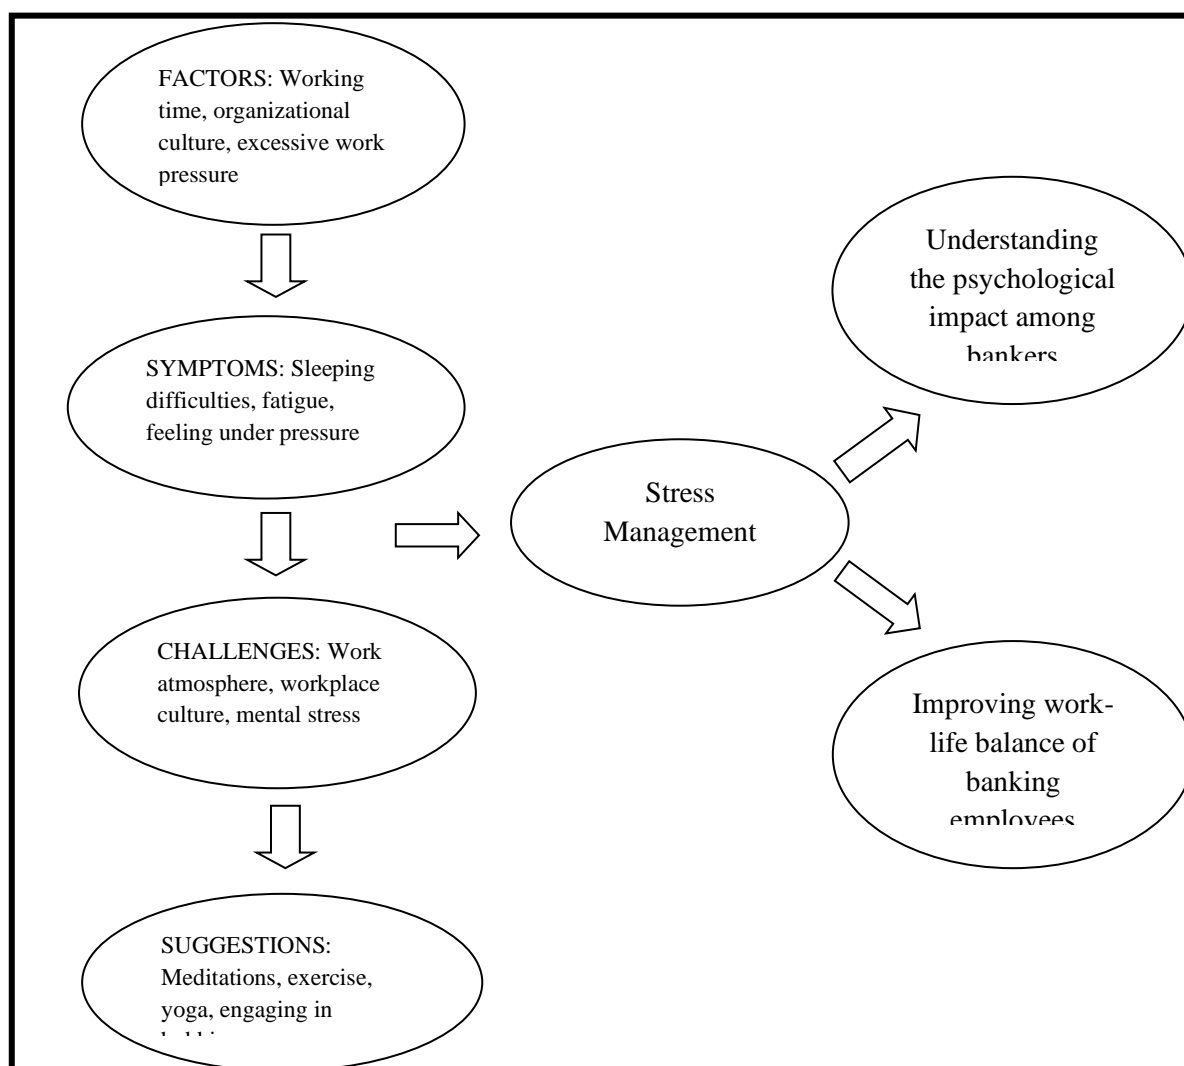 FACTORS: Working
time, organizational
culture, excessive work
pressure
SYMPTOMS: Sleeping
difficulties, fatigue,
feeling under pressure
CHALLENGES: Work
atmosphere, workplace
culture, mental stress
SUGGESTIONS:
Meditations, exercise,
yoga, engaging in
Stress
Management
Understanding
the psychological
impact among
bankers
Improving work-
life balance of
banking
employees